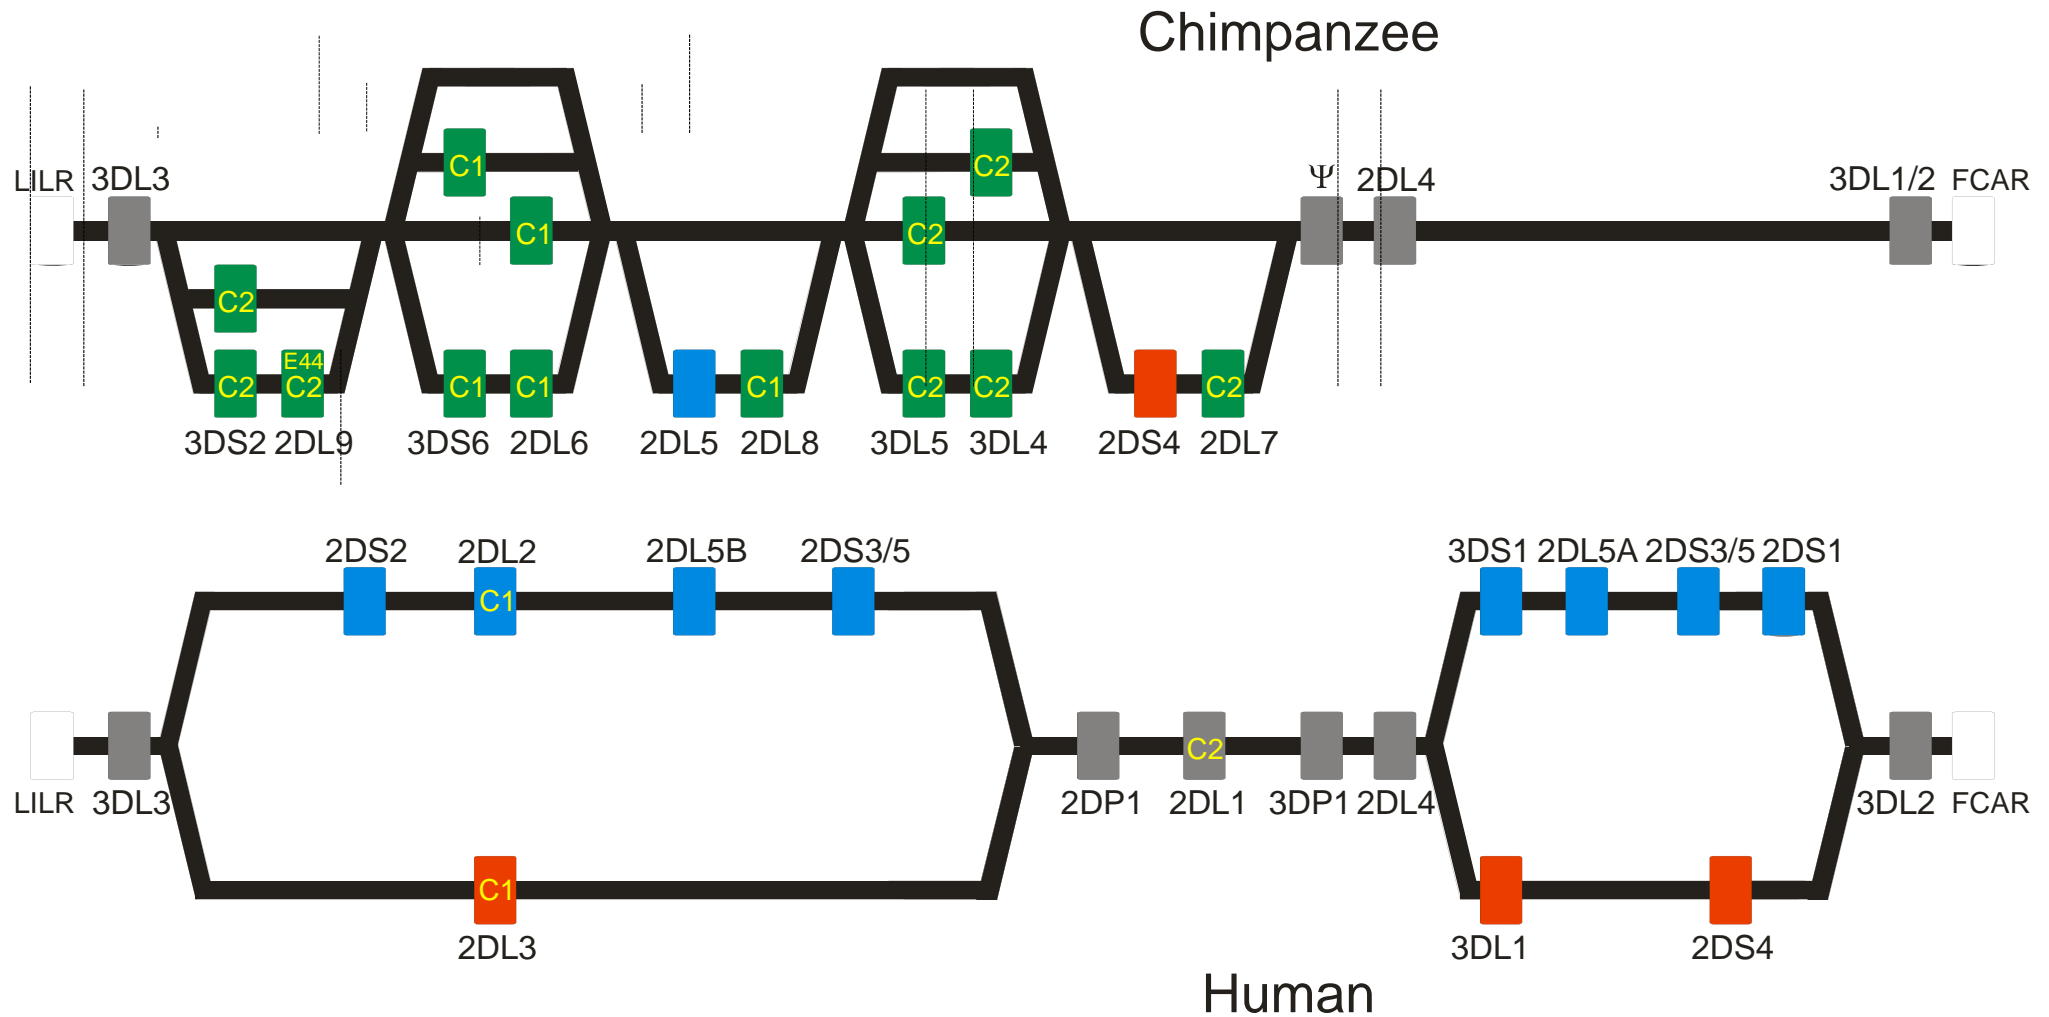 Chimpanzee
LILR 3DL3 Ψ 2DL4 3DL1/2 FCAR
C1 C2
C1 C2
C2
C2 E44 C2 C1 C1 C1 C2 C2 C2
3DS2 2DL9 3DS6 2DL6 2DL5 2DL8 3DL5 3DL4 2DS4 2DL7
2DS2 2DL2 2DL5B 2DS3/5 3DS1 2DL5A 2DS3/5 2DS1
C1
C2
LILR 3DL3 2DP1 2DL1 3DP1 2DL4 3DL2 FCAR
C1
2DL3 3DL1 2DS4
Human